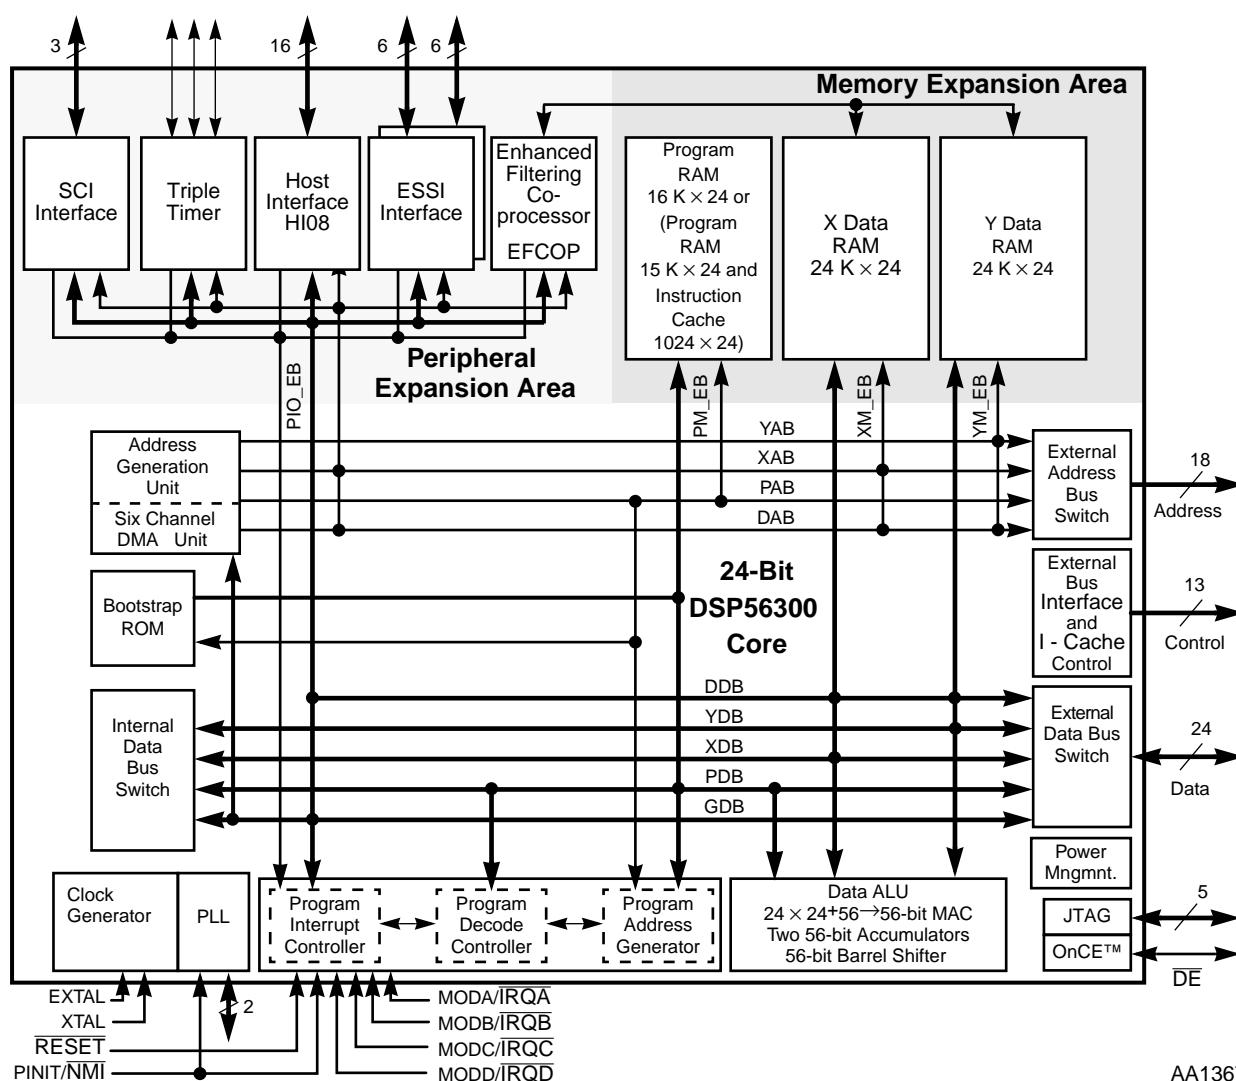 3
16
6
6
Memory Expansion Area
SCI
Interface
Triple
Timer
Host
Interface
HI08
ESSI
Interface
Enhanced
Filtering
Co-
processor
EFCOP
Program
RAM
16 K × 24 or
(Program
RAM
15 K × 24 and
Instruction
Cache
1024 × 24)
X Data
RAM
24 K × 24
Y Data
RAM
24 K × 24
Peripheral
Expansion Area
PIO_EB
PM_EB
XM_EB
YM_EB
Address
Generation
Unit
Six Channel
DMA Unit
YAB
XAB
PAB
DAB
External
Address
Bus
Switch
18
Address
Bootstrap
ROM
24-Bit
DSP56300
Core
External
Bus
Interface
and
I - Cache
Control
13
Control
Internal
Data
Bus
Switch
DDB
YDB
XDB
PDB
GDB
External
Data Bus
Switch
24
Data
Power
Mngmnt.
Clock
Generator
PLL
Program
Interrupt
Controller
Program
Decode
Controller
Program
Address
Generator
Data ALU
24 × 24+56→56-bit MAC
Two 56-bit Accumulators
56-bit Barrel Shifter
JTAG
OnCE™
5
DE
EXTAL
XTAL
RESET
PINIT/NMI
2
MODA/IRQA
MODB/IRQB
MODC/IRQC
MODD/IRQD